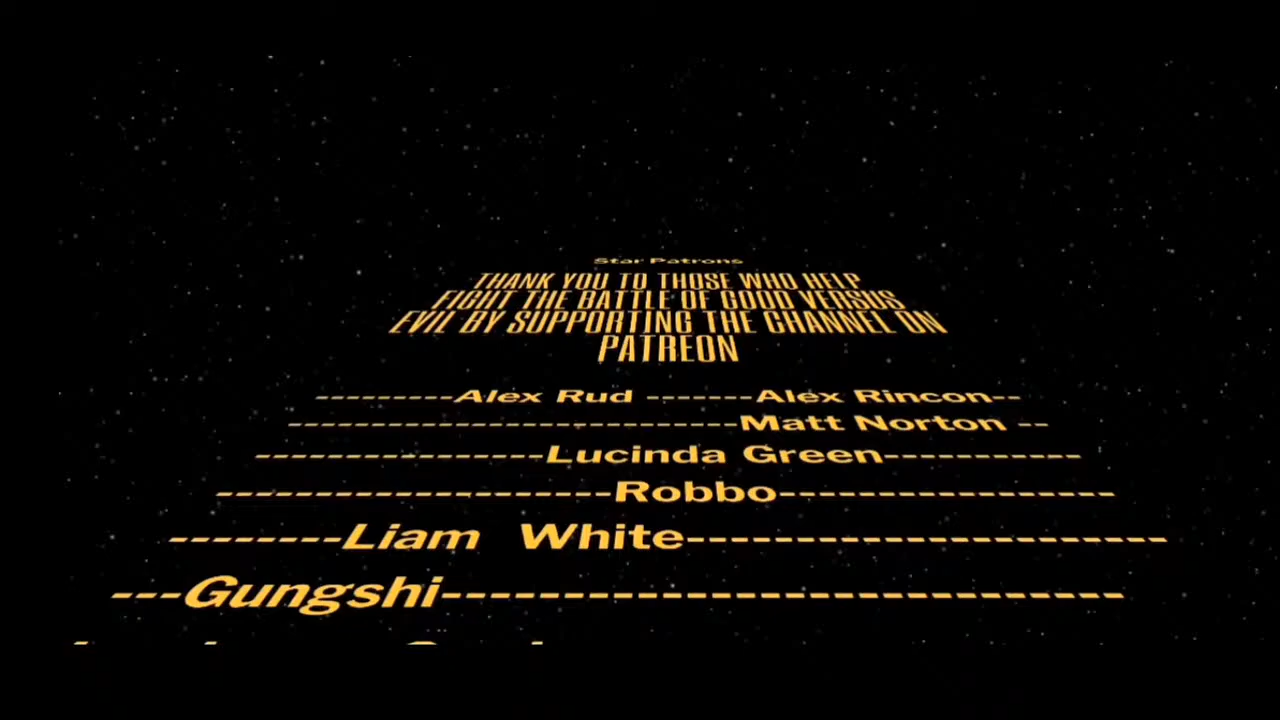 Star Patrons
THANK YOU TO THOSE WHO HELP
FIGHT THE BATTLE OF GOOD VERSUS
EVIL BY SUPPORTING THE CHANNEL ON
PATREON
---------Alex Rud -------Alex Rincon--
-----------------------------Matt Norton --
-----------------Lucinda Green-----------
---------------------Robbo-----------------
--------Liam  White----------------------
---Gungshi----------------------------